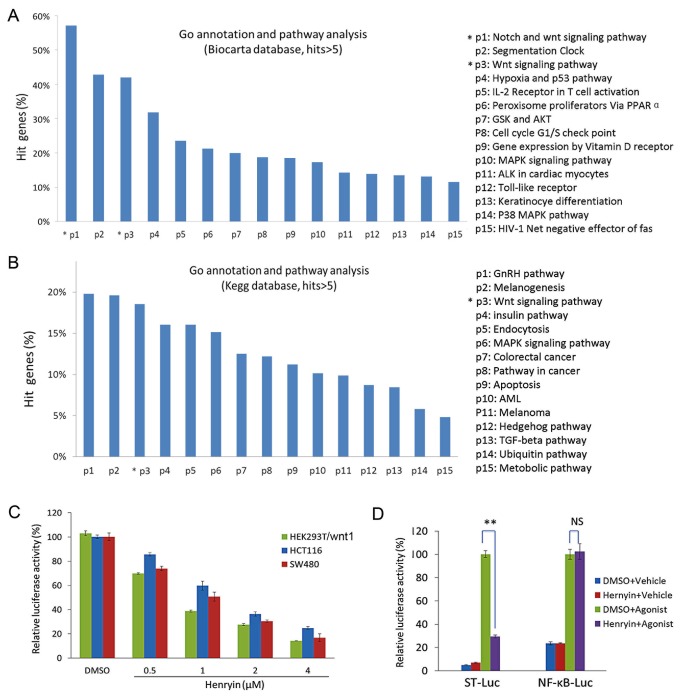 A
Go annotation and pathway analysis
(Biocarta database, hits>5)
Hit genes (%)
60%
50%
40%
30%
20%
10%
0%
* p1 p2 * p3 p4 p5 p6 p7 p8 p9 p10 p11 p12 p13 p14 p15
* p1: Notch and wnt signaling pathway
p2: Segmentation Clock
* p3: Wnt signaling pathway
p4: Hypoxia and p53 pathway
p5: IL-2 Receptor in T cell activation
p6: Peroxisome proliferators Via PPAR α
p7: GSK and AKT
P8: Cell cycle G1/S check point
p9: Gene expression by Vitamin D receptor
p10: MAPK signaling pathway
p11: ALK in cardiac myocytes
p12: Toll-like receptor
p13: Keratinocye differentiation
p14: P38 MAPK pathway
p15: HIV-1 Net negative effector of fas
B
Go annotation and pathway analysis
(Kegg database, hits>5)
Hit genes (%)
20%
15%
10%
5%
0%
p1 p2 * p3 p4 p5 p6 p7 p8 p9 p10 p11 p12 p13 p14 p15
p1: GnRH pathway
p2: Melanogenesis
* p3: Wnt signaling pathway
p4: insulin pathway
p5: Endocytosis
p6: MAPK signaling pathway
p7: Colorectal cancer
p8: Pathway in cancer
p9: Apoptosis
p10: AML
P11: Melanoma
p12: Hedgehog pathway
p13: TGF-beta pathway
p14: Ubiquitin pathway
p15: Metobolic pathway
C
Relative luciferase activity (%)
120
100
80
60
40
20
0
HEK293T/wnt1
HCT116
SW480
DMSO 0.5 1 2 4
Henryin (μM)
D
Relative luciferase activity (%)
120
100
80
60
40
20
0
**
NS
DMSO+Vehicle
Hernyin+Vehicle
DMSO+Agonist
Henryin+Agonist
ST-Luc NF-κB-Luc